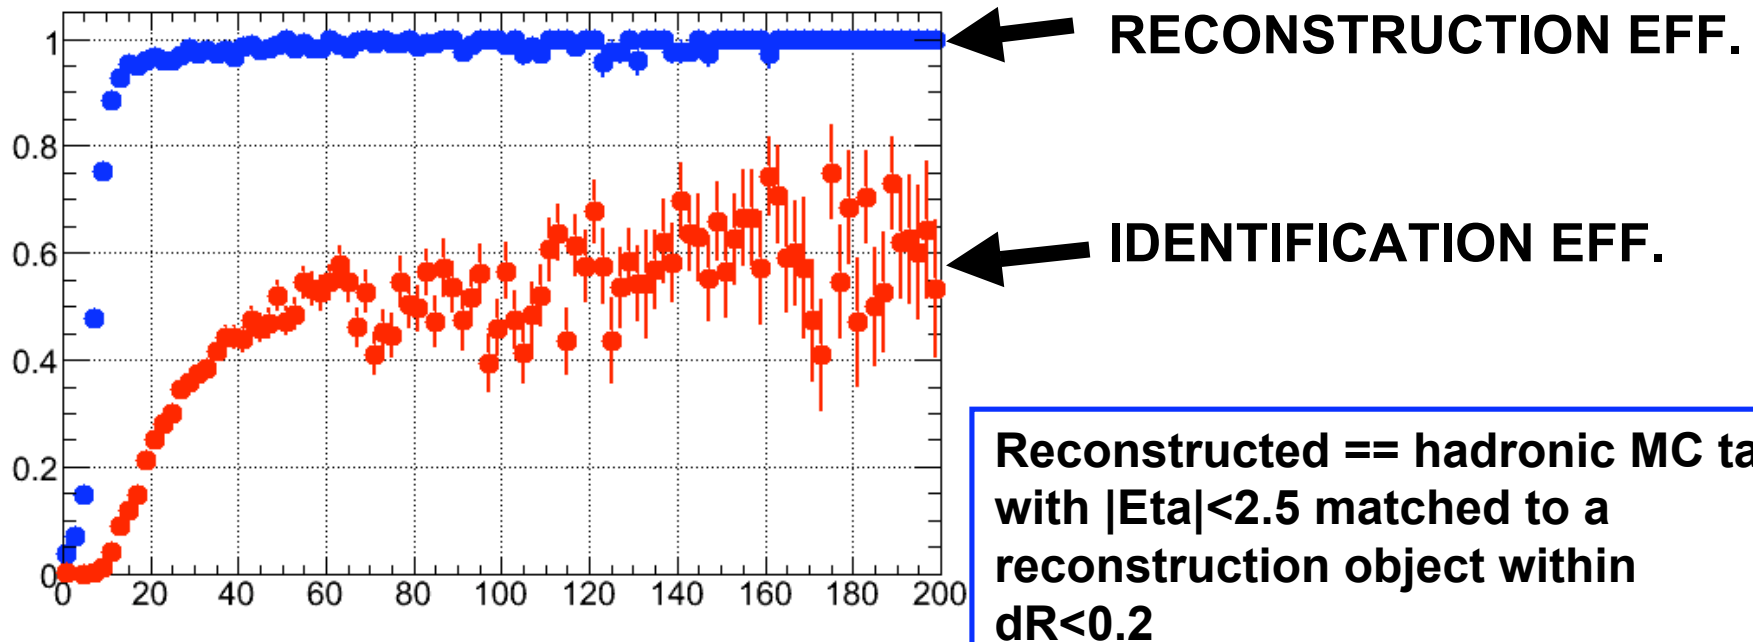 RECONSTRUCTION EFF.
IDENTIFICATION EFF.
1
0.8
0.6
0.4
0.2
0
0 20 40 60 80 100 120 140 160 180 200
Reconstructed == hadronic MC ta
with |Eta|<2.5 matched to a
reconstruction object within
dR<0.2